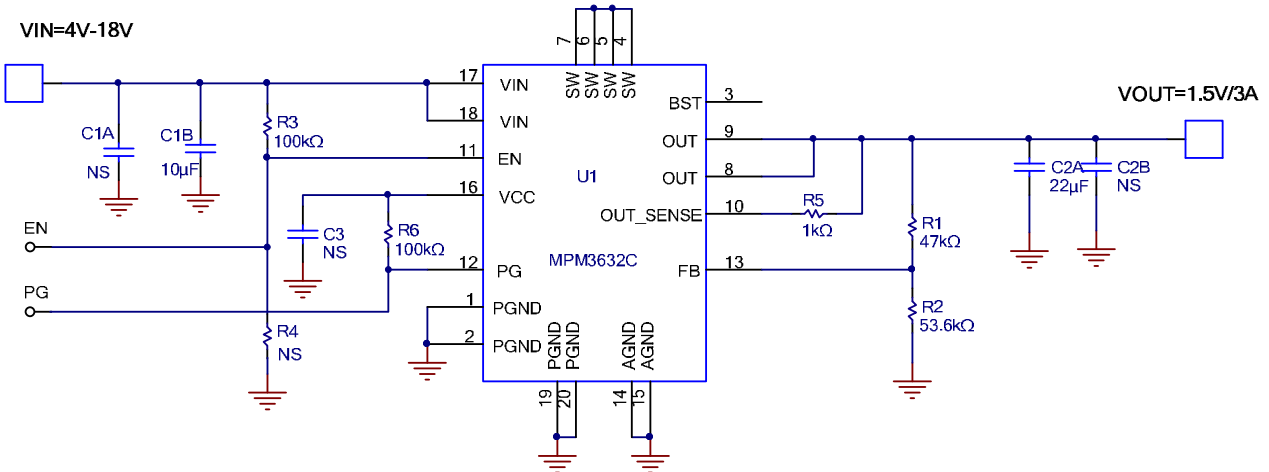 VIN=4V-18V
7
6
5
4
SW
SW
SW
SW
17
VIN
BST
3
VOUT=1.5V/3A
C1A
NS
C1B
10µF
R3
100kΩ
18
VIN
OUT
9
11
EN
OUT
8
C2A
22µF
C2B
NS
16
VCC
U1
OUT_SENSE
10
R5
1kΩ
R1
47kΩ
EN
C3
NS
R6
100kΩ
12
PG
MPM3632C
FB
13
PG
1
PGND
R2
53.6kΩ
R4
NS
2
PGND
PGND
PGND
AGND
AGND
19
20
14
15